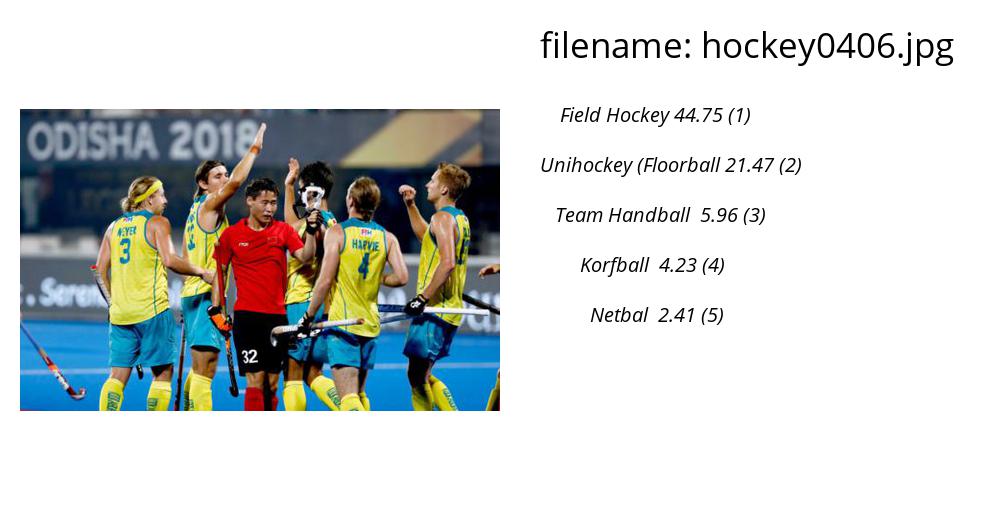 filename: hockey0406.jpg
Field Hockey 44.75 (1)
Unihockey (Floorball 21.47 (2)
Team Handball 5.96 (3)
Korfball 4.23 (4)
Netbal 2.41 (5)
ODISHA 2018
. Seren
MEYER
3
HARVIE
4
32